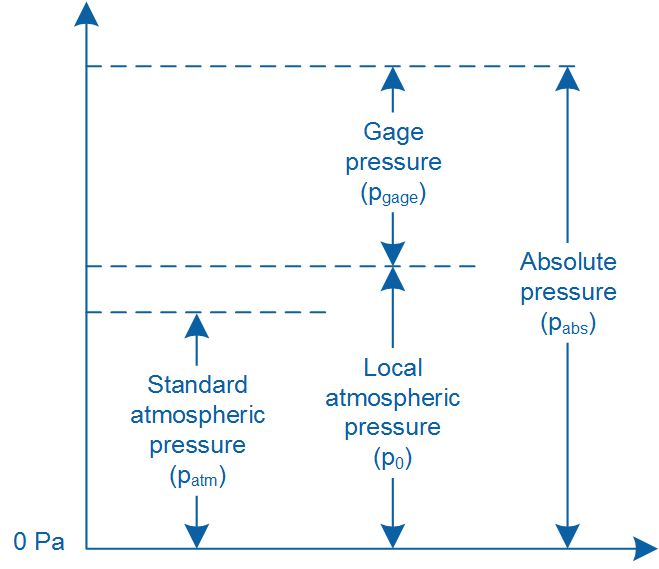 Gage
pressure
(pgage)
Absolute
pressure
(pabs)
Local
atmospheric
pressure
(p0)
Standard
atmospheric
pressure
(patm)
0 Pa